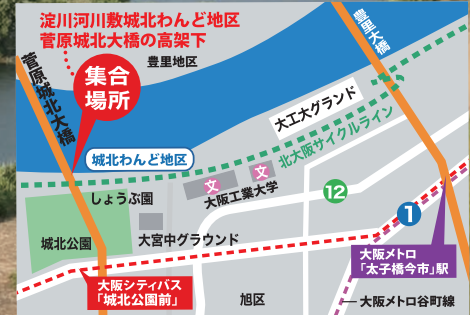 淀川河川敷城北わんど地区
菅原城北大橋の高架下
豊里地区
菅原城北大橋
集合
場所
豊里大橋
大工大グランド
北大阪サイクルライン
城北わんど地区
しょうぶ園
文
文
大阪工業大学
12
1
城北公園
大宮中グラウンド
大阪メトロ
「太子橋今市」駅
大阪シティバス
「城北公園前」
旭区
大阪メトロ谷町線